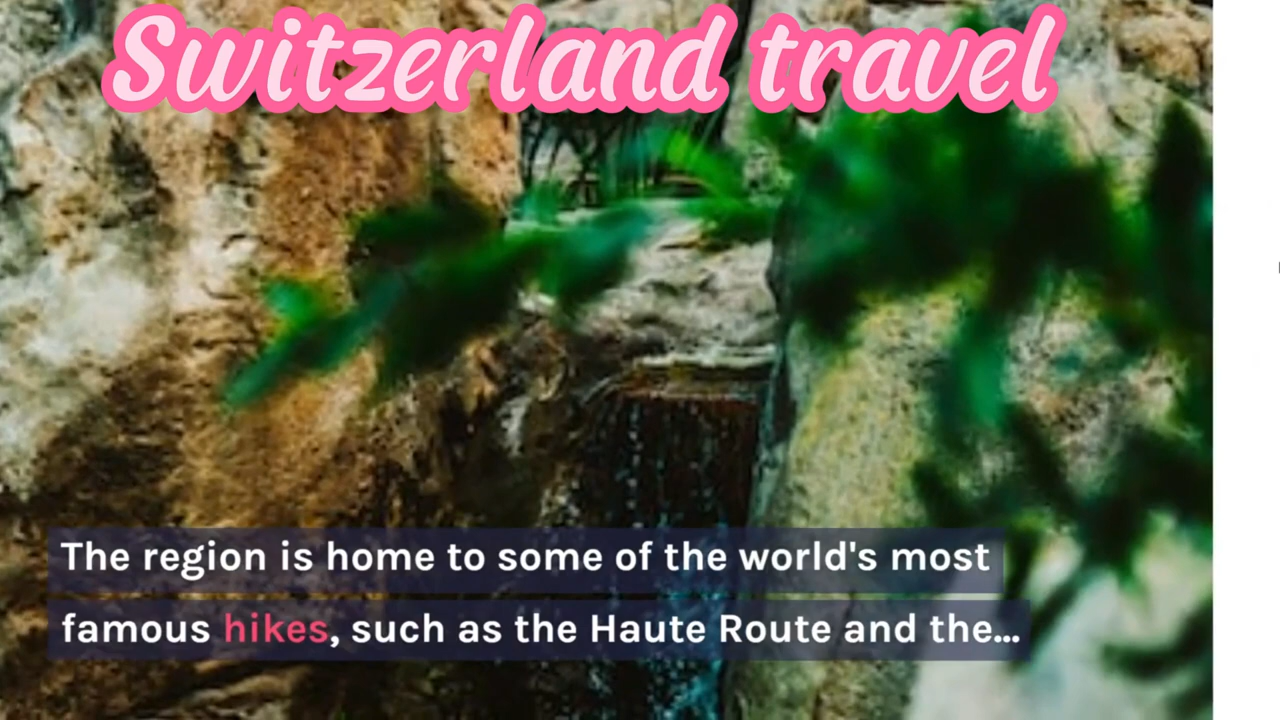 Switzerland travel
The region is home to some of the world's most
famous hikes, such as the Haute Route and the...